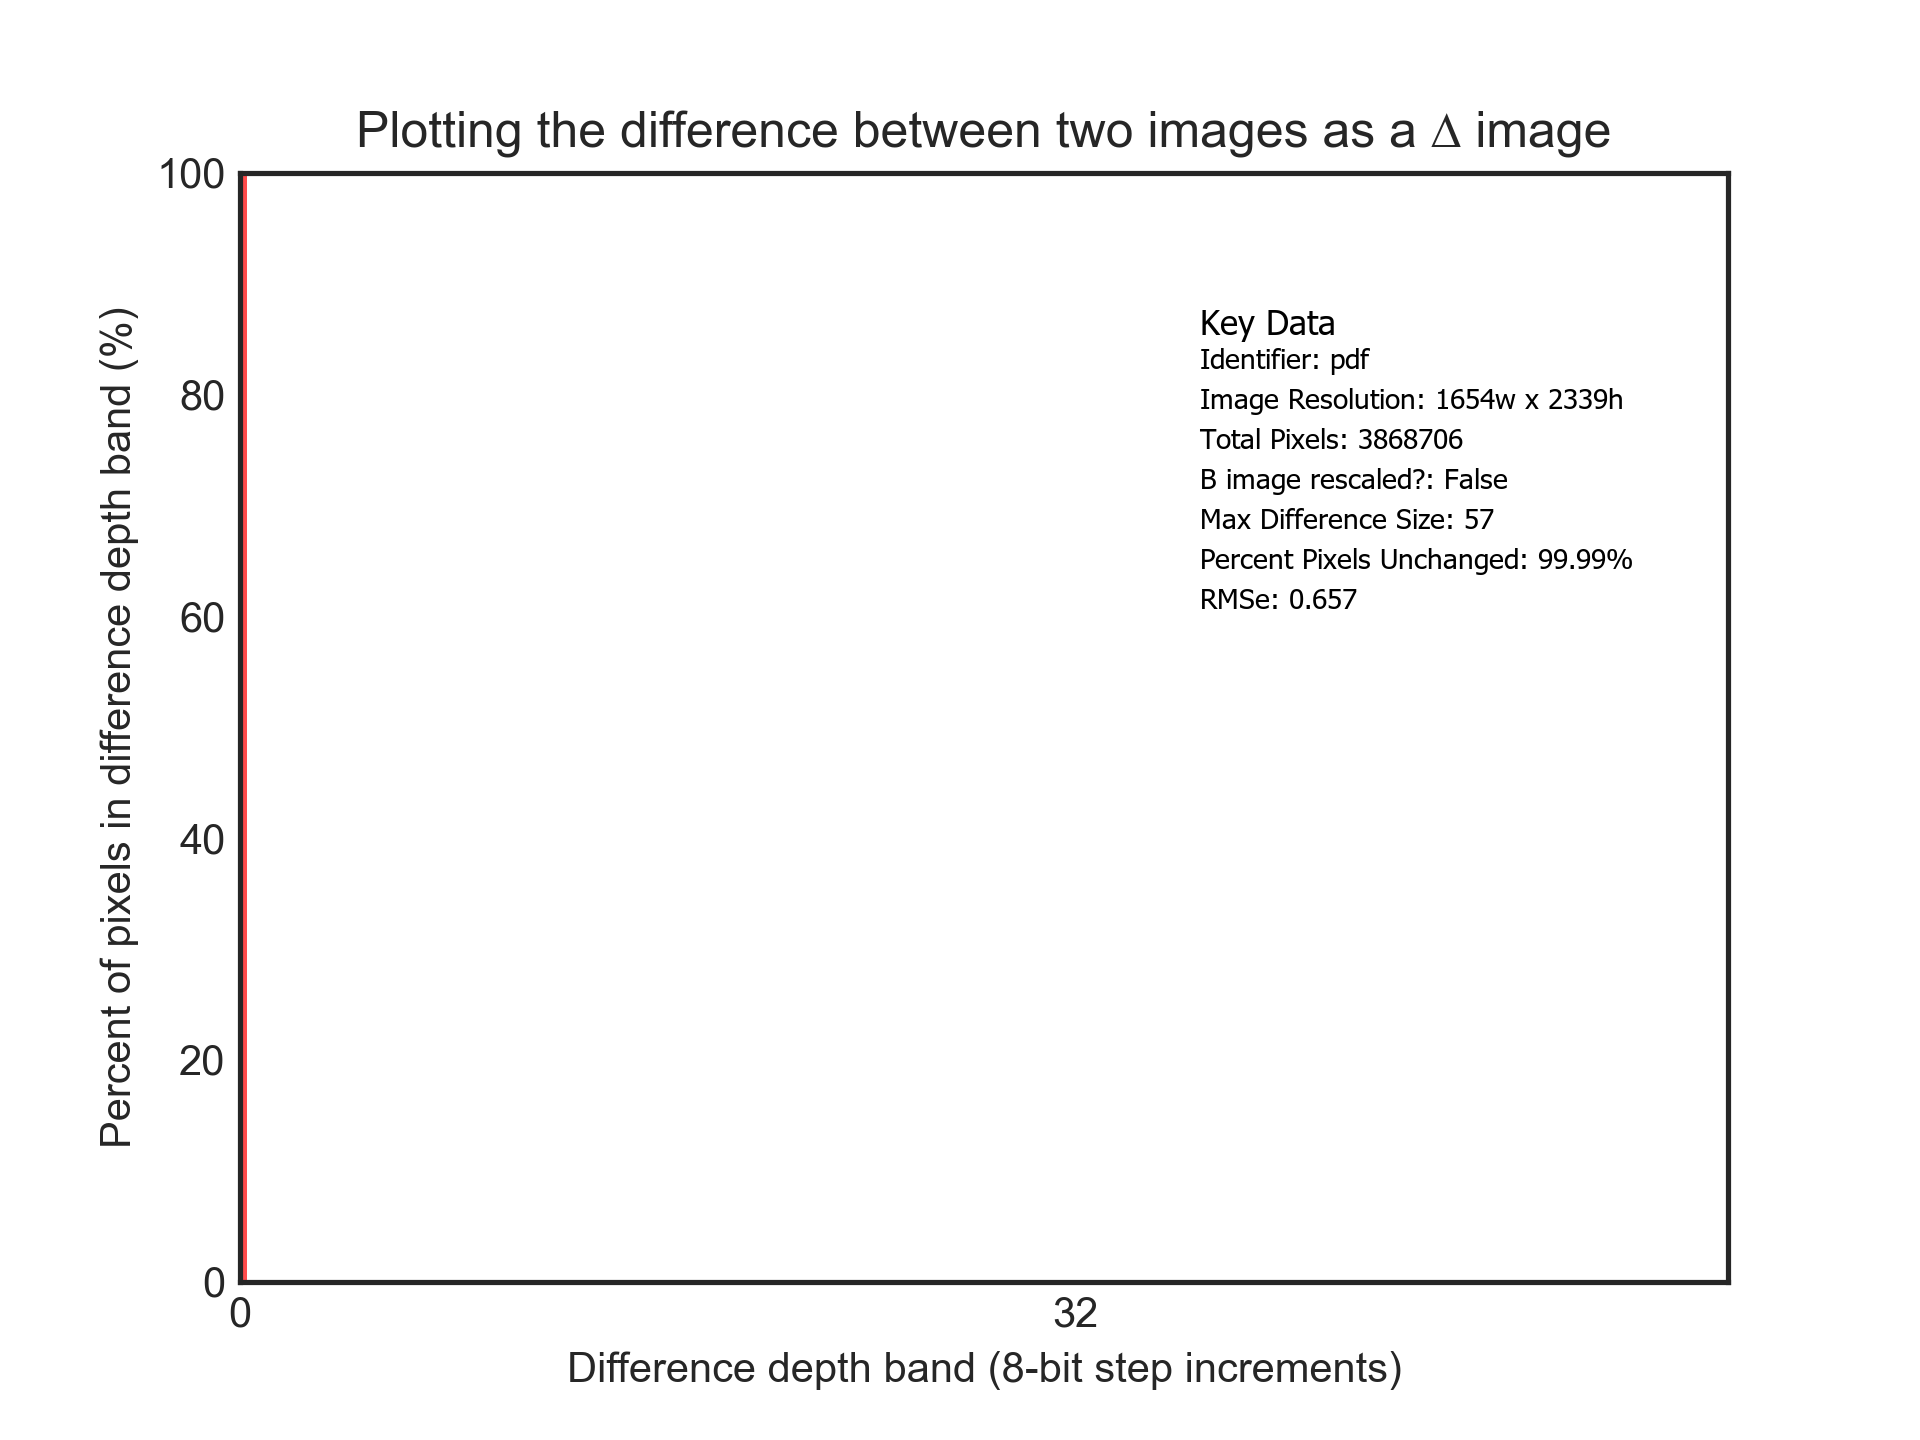 Plotting the difference between two images as a Δ image
100
80
60
40
20
0
Percent of pixels in difference depth band (%)
Key Data
Identifier: pdf
Image Resolution: 1654w x 2339h
Total Pixels: 3868706
B image rescaled?: False
Max Difference Size: 57
Percent Pixels Unchanged: 99.99%
RMSe: 0.657
0 32
Difference depth band (8-bit step increments)